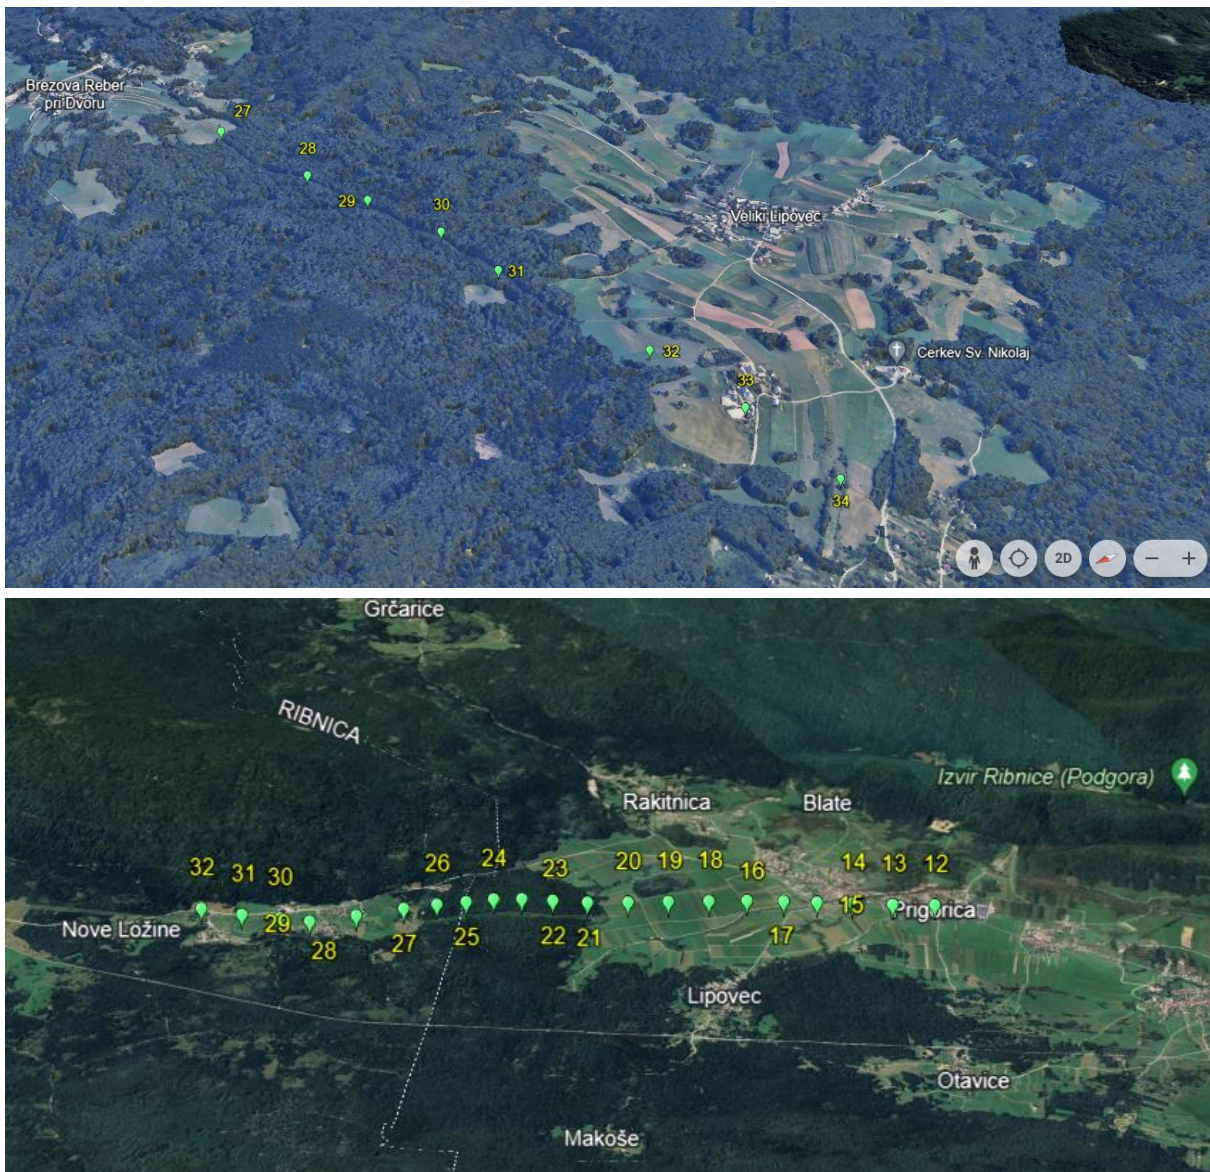 Brezova Reber
pri Dvoru
27
28
29
30
31
Veliki Lipovec
32
33
Cerkev Sv. Nikolaj
34
2D
Grčarice
RIBNICA
Izvir Ribnice (Podgora)
Rakitnica
Blate
32
31
30
26
24
23
20
19
18
16
14
13
12
29
28
27
25
22
21
17
15
Prigorica
Nove Ložine
Lipovec
Otavice
Makoše